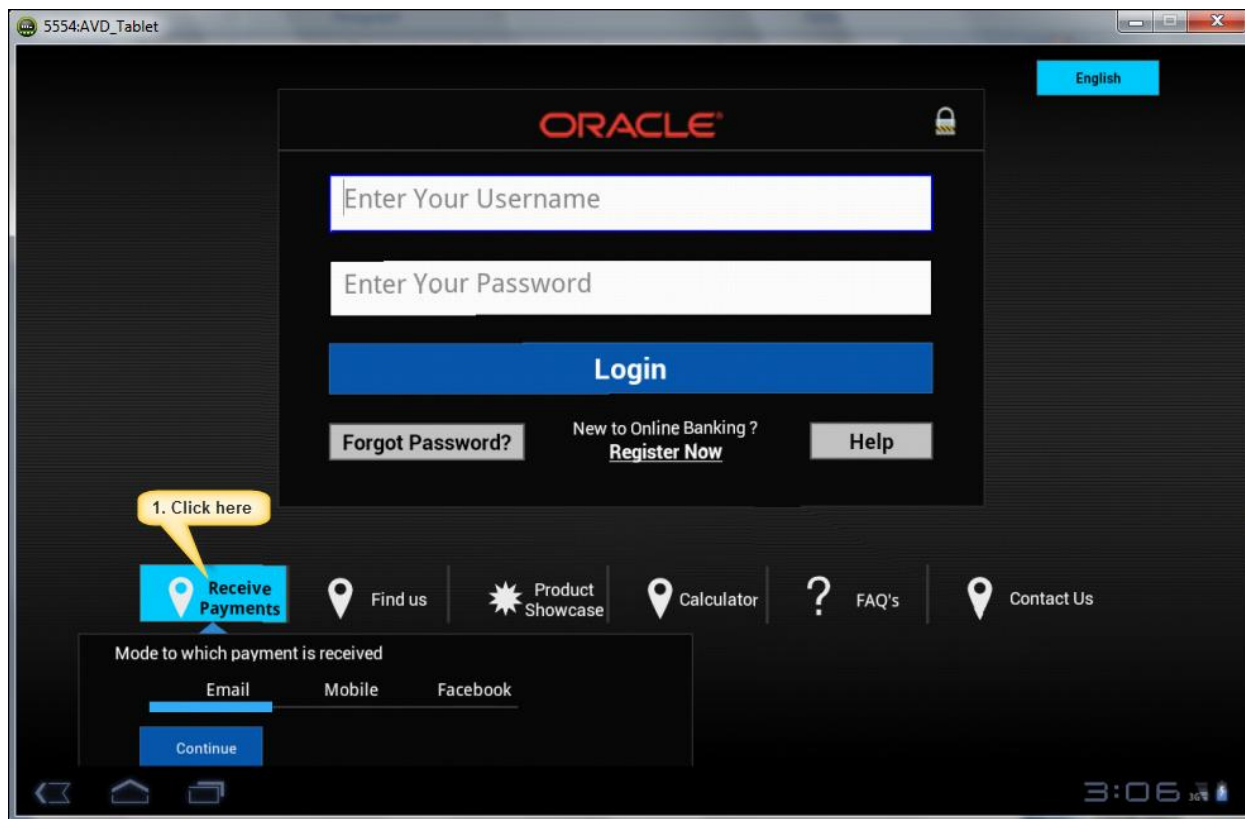 5554:AVD_Tablet
English
ORACLE
Enter Your Username
Enter Your Password
Login
Forgot Password?
New to Online Banking ?
Register Now
Help
1. Click here
Receive
Payments
Find us
Product
Showcase
Calculator
?
FAQ's
Contact Us
Mode to which payment is received
Email
Mobile
Facebook
Continue
3:06
3G